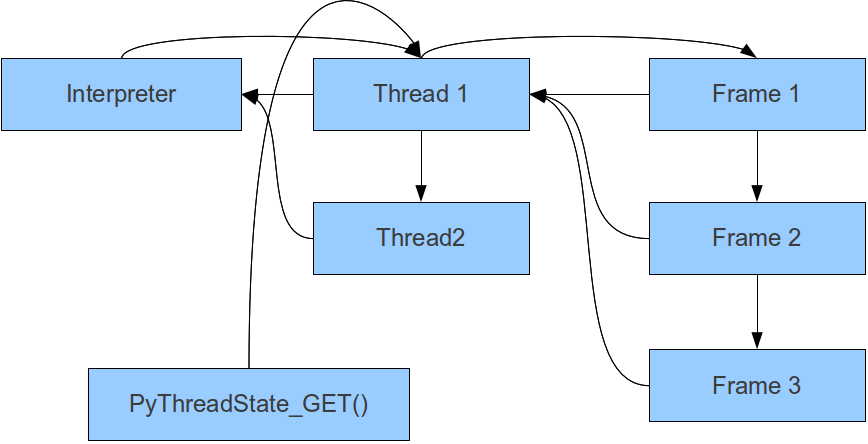 Interpreter
Thread 1
Frame 1
Thread2
Frame 2
Frame 3
PyThreadState_GET()